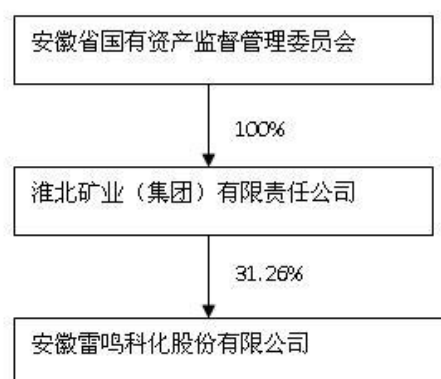 安徽省国有资产监督管理委员会
100%
淮北矿业（集团）有限责任公司
31.26%
安徽雷鸣科化股份有限公司